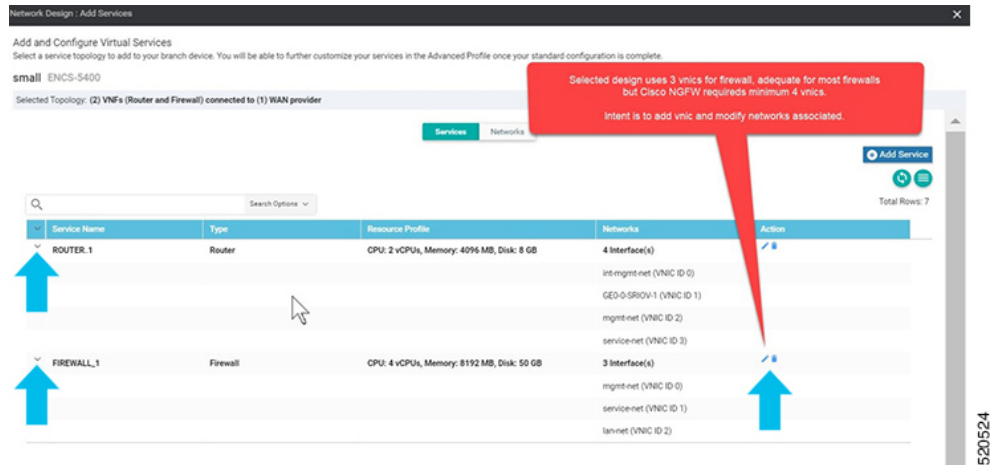 Network Design : Add Services
Add and Configure Virtual Services
Select a service topology to add to your branch device. You will be able to further customize your services in the Advanced Profile once your standard configuration is complete.
small ENCS-5400
Selected Topology: (2) VNFs (Router and Firewall) connected to (1) WAN provider
Selected design uses 3 vnics for firewall, adequate for most firewalls
but Cisco NGFW requireds minimum 4 vnics.
Intent is to add vnic and modify networks associated.
Services Networks
Add Service
Search Options
Total Rows: 7
Service Name Type Resource Profile Networks Action
ROUTER_1 Router CPU: 2 vCPUs, Memory: 4096 MB, Disk: 8 GB 4 Interface(s)
int-mgmt-net (VNIC ID 0)
GE0-0-SRIOV-1 (VNIC ID 1)
mgmt-net (VNIC ID 2)
service-net (VNIC ID 3)
FIREWALL_1 Firewall CPU: 4 vCPUs, Memory: 8192 MB, Disk: 50 GB 3 Interface(s)
mgmt-net (VNIC ID 0)
service-net (VNIC ID 1)
lan-net (VNIC ID 2)
520524